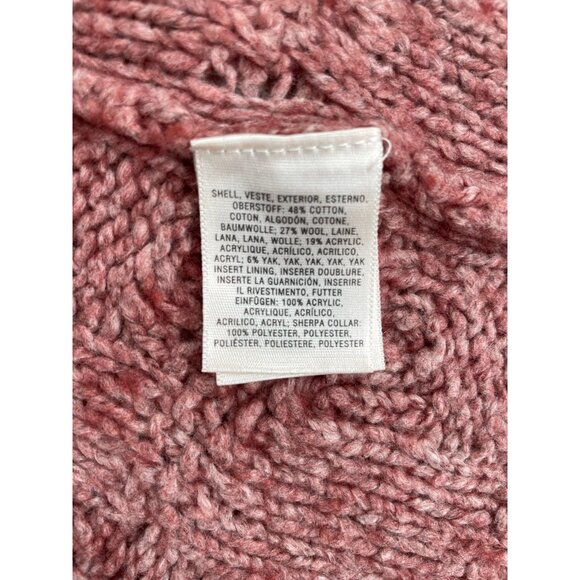 SHELL, VESTE, EXTERIOR, ESTERNO,
OBERSTOFF: 48% COTTON,
COTON, ALGODÓN, COTONE,
BAUMWOLLE; 27% WOOL, LAINE,
LANA, LANA, WOLLE; 19% ACRYLIC,
ACRYLIQUE, ACRÍLICO, ACRILICO,
ACRYL; 6% YAK, YAK, YAK, YAK, YAK
INSERT LINING, INSERER DOUBLURE,
INSERTE LA GUARNICIÓN, INSERIRE
IL RIVESTIMENTO, FUTTER
EINFÜGEN: 100% ACRYLIC,
ACRYLIQUE, ACRÍLICO,
ACRILICO, ACRYL; SHERPA COLLAR:
100% POLYESTER, POLYESTER,
POLIÉSTER, POLIESTERE, POLYESTER